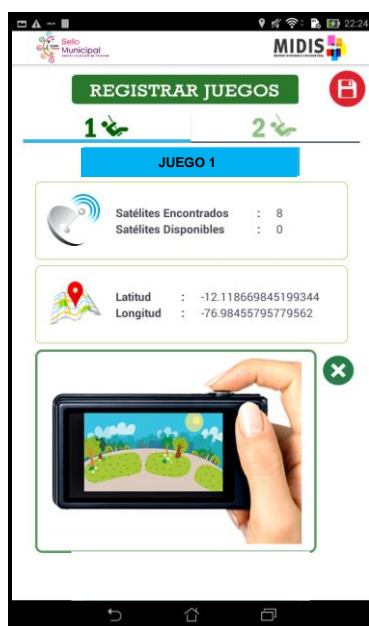 22:24
Sello
Municipal
MIDIS
REGISTRAR JUEGOS
1 2
JUEGO 1
Satélites Encontrados : 8
Satélites Disponibles : 0
Latitud : -12.118669845199344
Longitud : -76.98455795779562